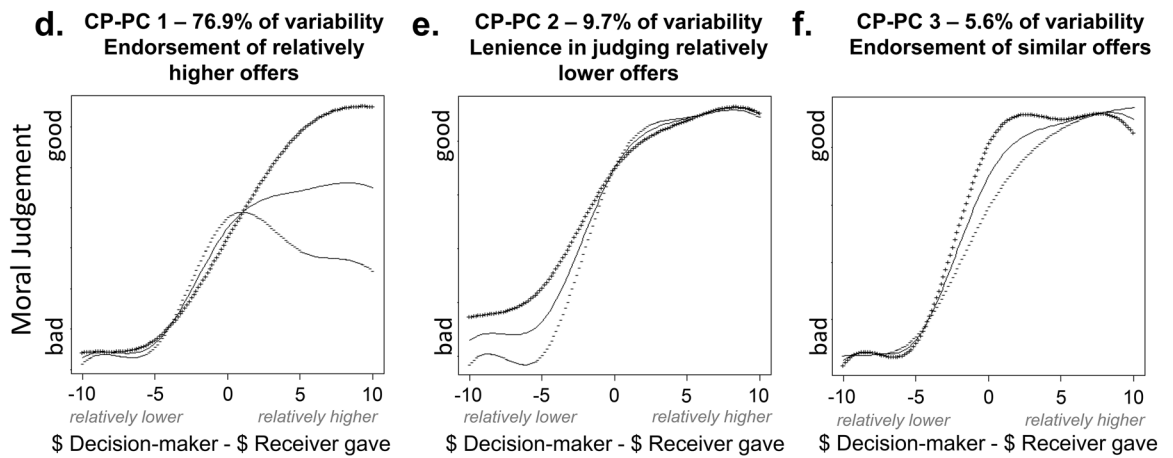 d. CP-PC 1 – 76.9% of variability
Endorsement of relatively
higher offers
Moral Judgement
good
bad
-10 -5 0 5 10
relatively lower relatively higher
$ Decision-maker - $ Receiver gave
e. CP-PC 2 – 9.7% of variability
Lenience in judging relatively
lower offers
good
bad
-10 -5 0 5 10
relatively lower relatively higher
$ Decision-maker - $ Receiver gave
f. CP-PC 3 – 5.6% of variability
Endorsement of similar offers
good
bad
-10 -5 0 5 10
relatively lower relatively higher
$ Decision-maker - $ Receiver gave